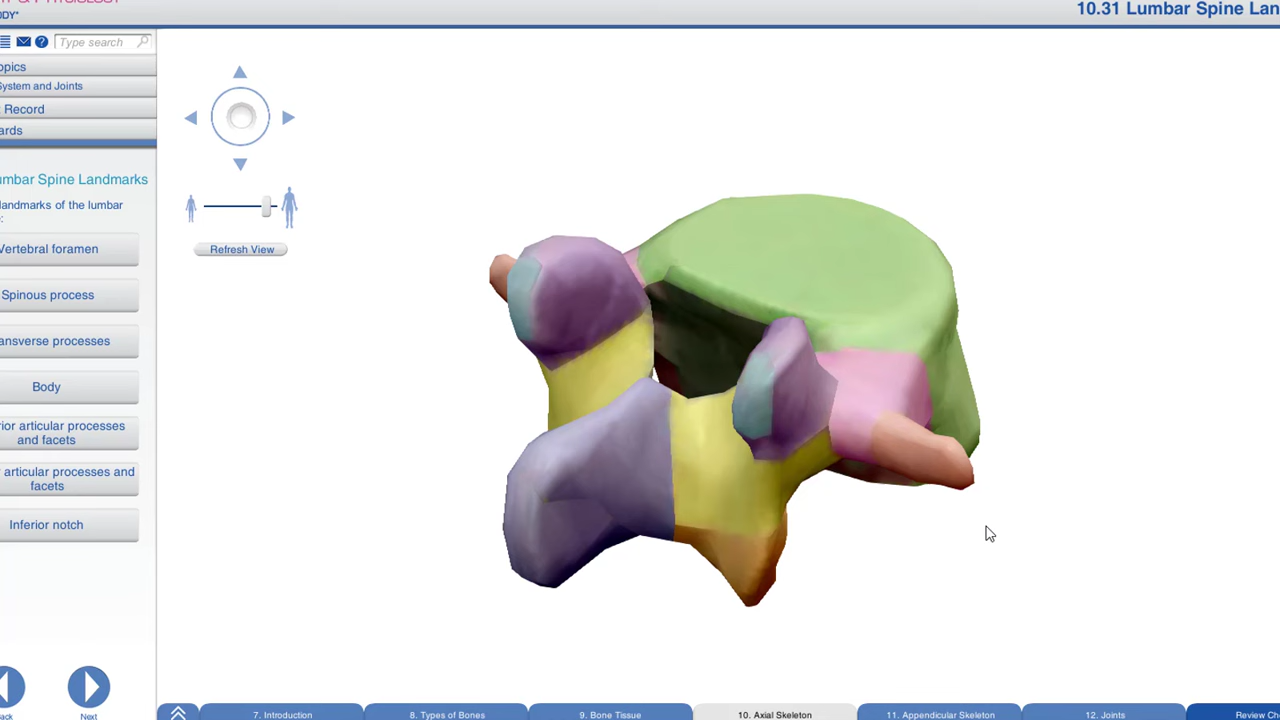 10.31 Lumbar Spine Lan
ODY*
Type search
opics
System and Joints
Record
ards
umbar Spine Landmarks
landmarks of the lumbar
e:
Vertebral foramen
Spinous process
ansverse processes
Body
rior articular processes
and facets
articular processes and
facets
Inferior notch
Refresh View
ack
Next
7. Introduction
8. Types of Bones
9. Bone Tissue
10. Axial Skeleton
11. Appendicular Skeleton
12. Joints
Review Ch